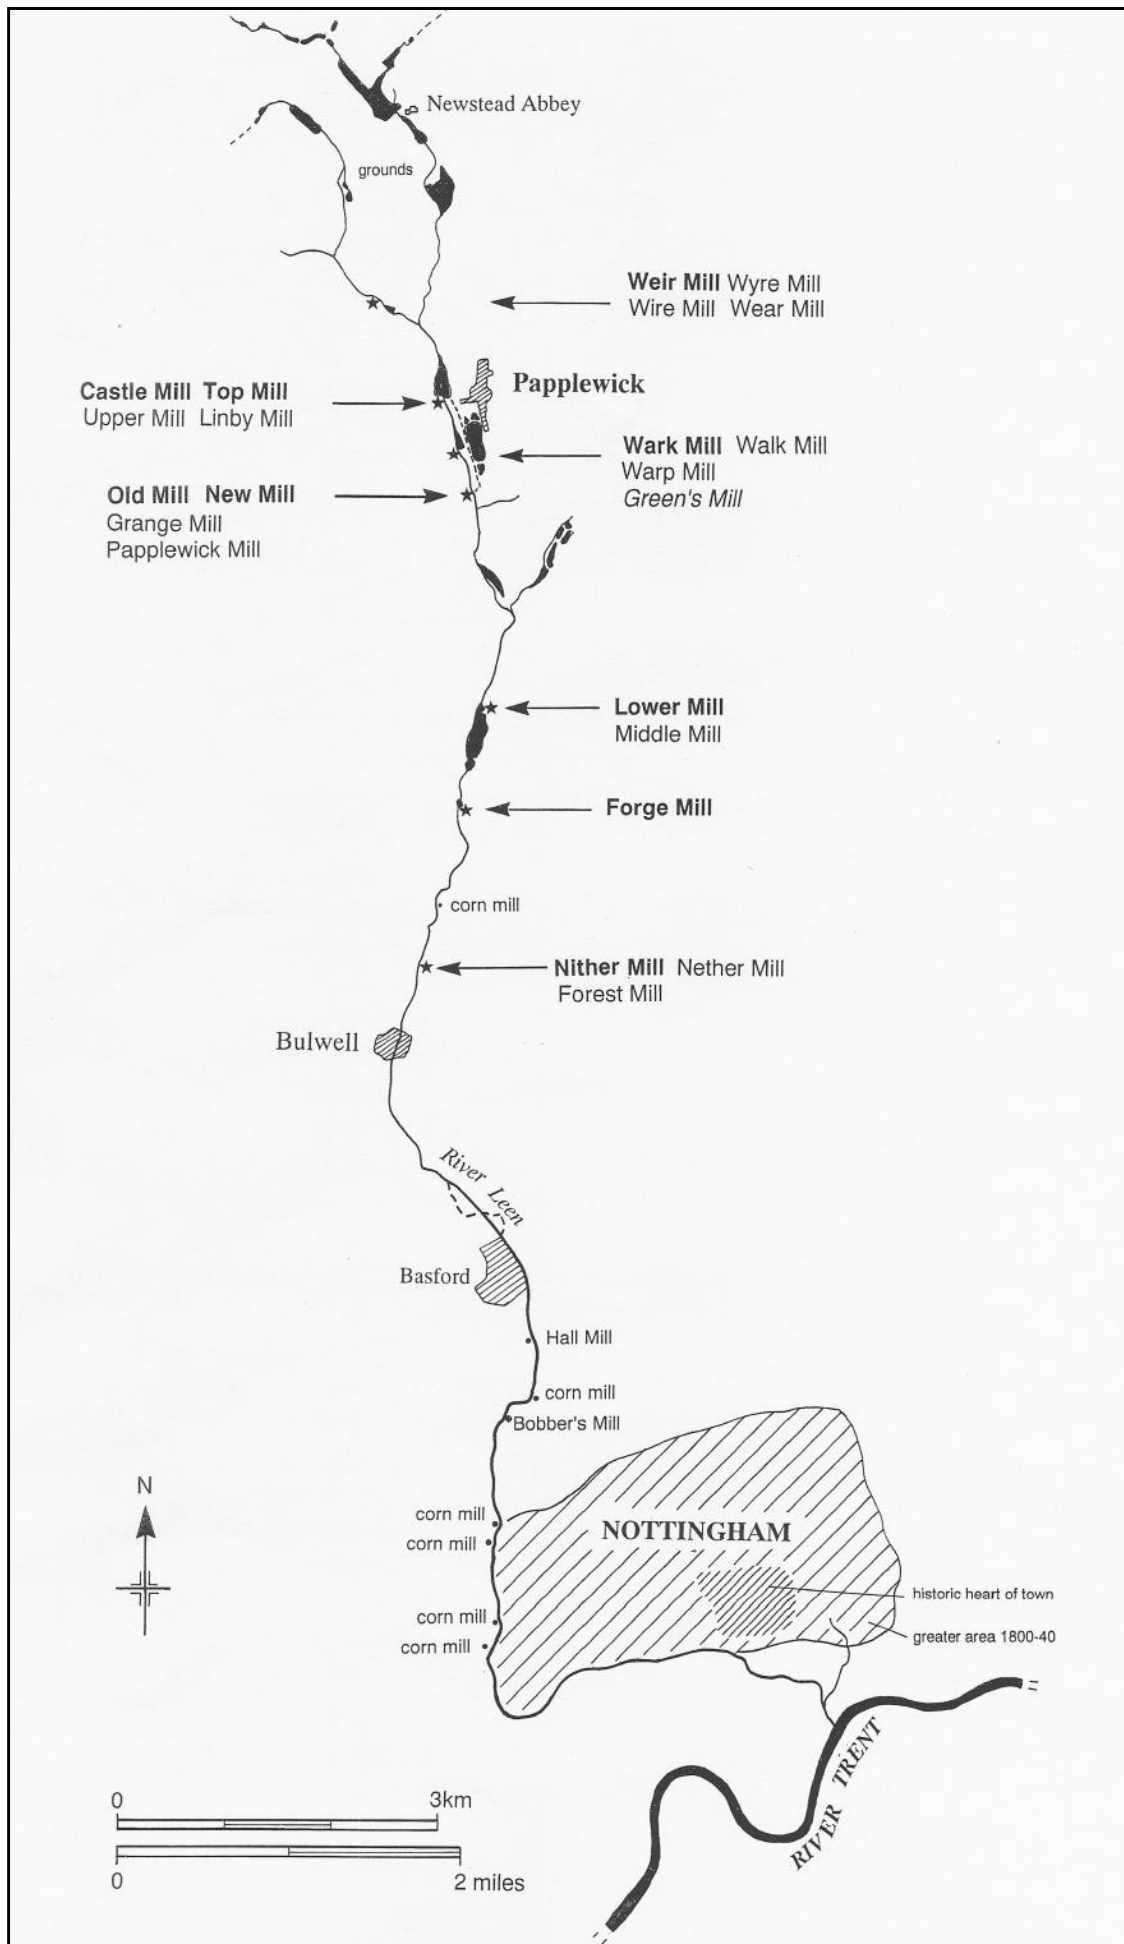 Newstead Abbey
grounds
Weir Mill Wyre Mill
Wire Mill Wear Mill
Castle Mill Top Mill
Upper Mill Linby Mill
Papplewick
Wark Mill Walk Mill
Warp Mill
Green's Mill
Old Mill New Mill
Grange Mill
Papplewick Mill
Lower Mill
Middle Mill
Forge Mill
corn mill
Nither Mill Nether Mill
Forest Mill
Bulwell
River Leen
Basford
Hall Mill
corn mill
Bobber's Mill
N
corn mill
corn mill
NOTTINGHAM
historic heart of town
corn mill
greater area 1800-40
corn mill
RIVER TRENT
0 3km
0 2 miles